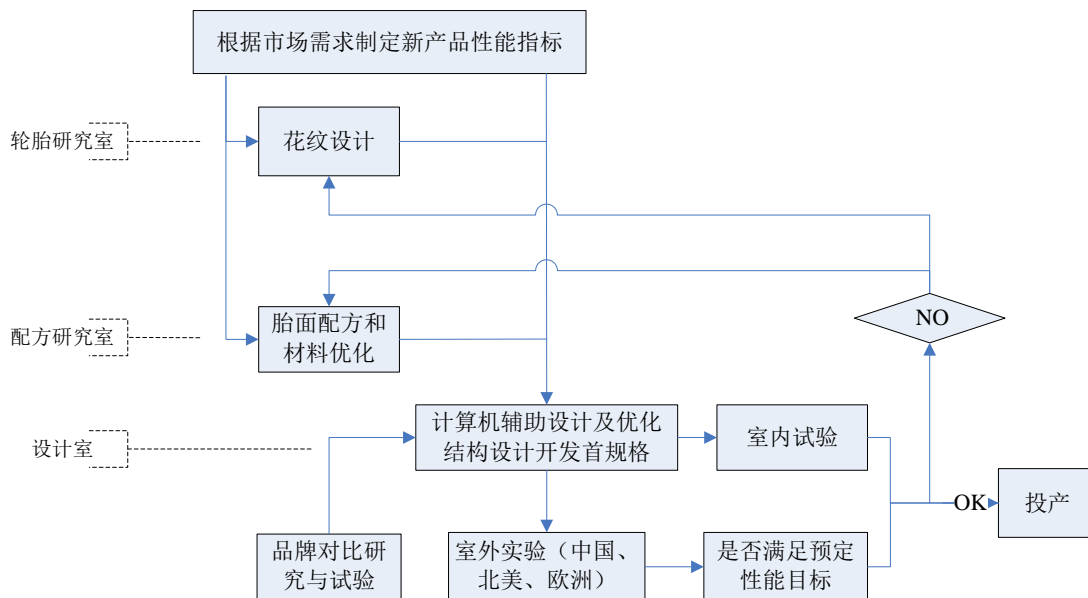 根据市场需求制定新产品性能指标
轮胎研究室
花纹设计
配方研究室
胎面配方和
材料优化
NO
设计室
计算机辅助设计及优化
结构设计开发首规格
室内试验
OK
投产
品牌对比研
究与试验
室外实验（中国、
北美、欧洲）
是否满足预定
性能目标